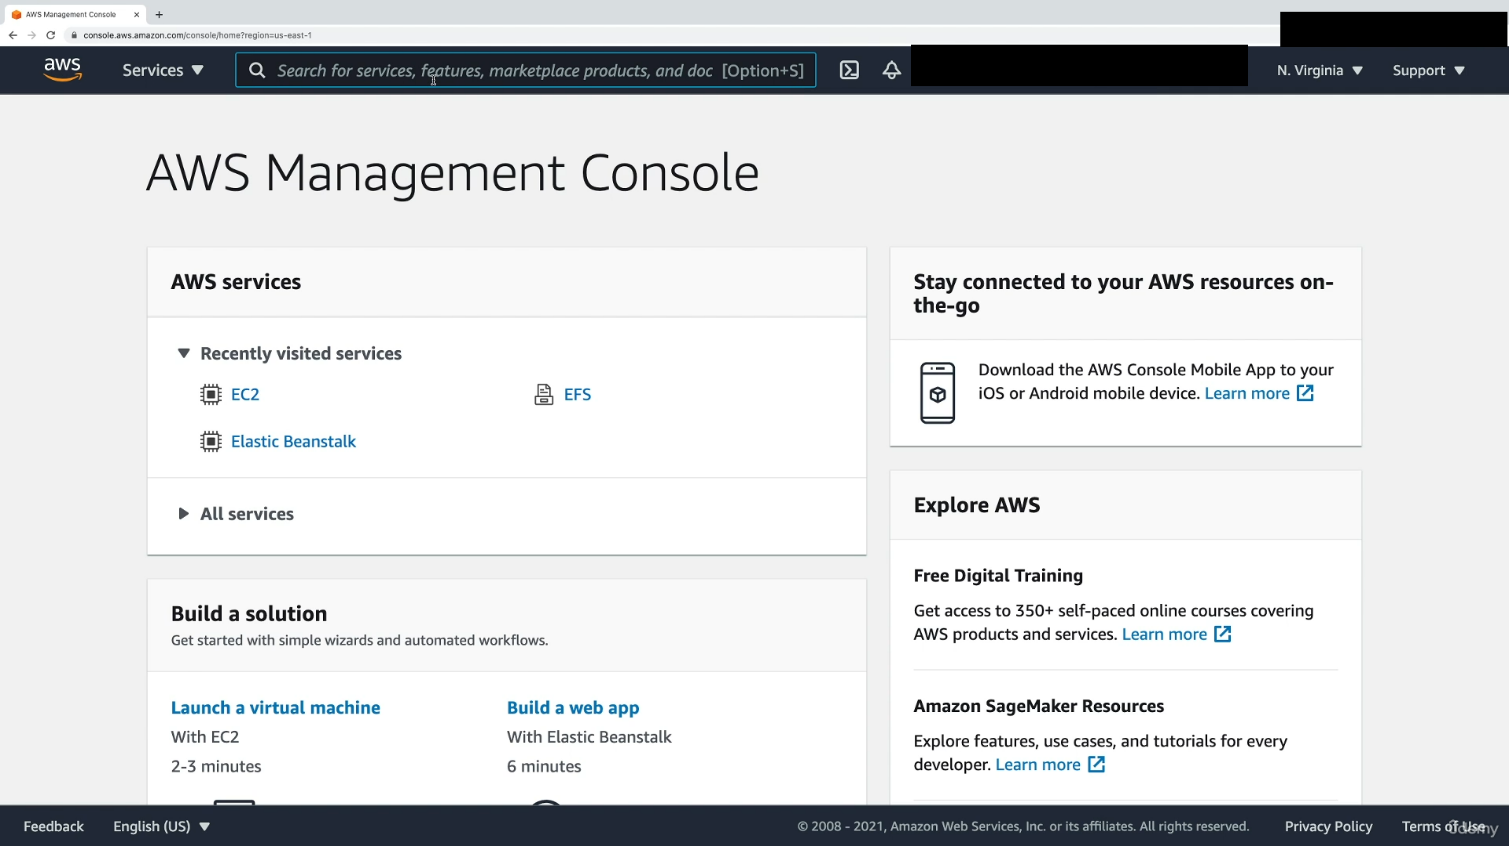 AWS Management Console
console.aws.amazon.com/console/home?region=us-east-1
aws
Services
Search for services, features, marketplace products, and doc [Option+S]
N. Virginia
Support
AWS Management Console
AWS services
Recently visited services
EC2
EFS
Elastic Beanstalk
All services
Build a solution
Get started with simple wizards and automated workflows.
Launch a virtual machine
With EC2
2-3 minutes
Build a web app
With Elastic Beanstalk
6 minutes
Stay connected to your AWS resources on-
the-go
Download the AWS Console Mobile App to your
iOS or Android mobile device. Learn more
Explore AWS
Free Digital Training
Get access to 350+ self-paced online courses covering
AWS products and services. Learn more
Amazon SageMaker Resources
Explore features, use cases, and tutorials for every
developer. Learn more
Feedback
English (US)
© 2008 - 2021, Amazon Web Services, Inc. or its affiliates. All rights reserved.
Privacy Policy
Terms of Use
udemy